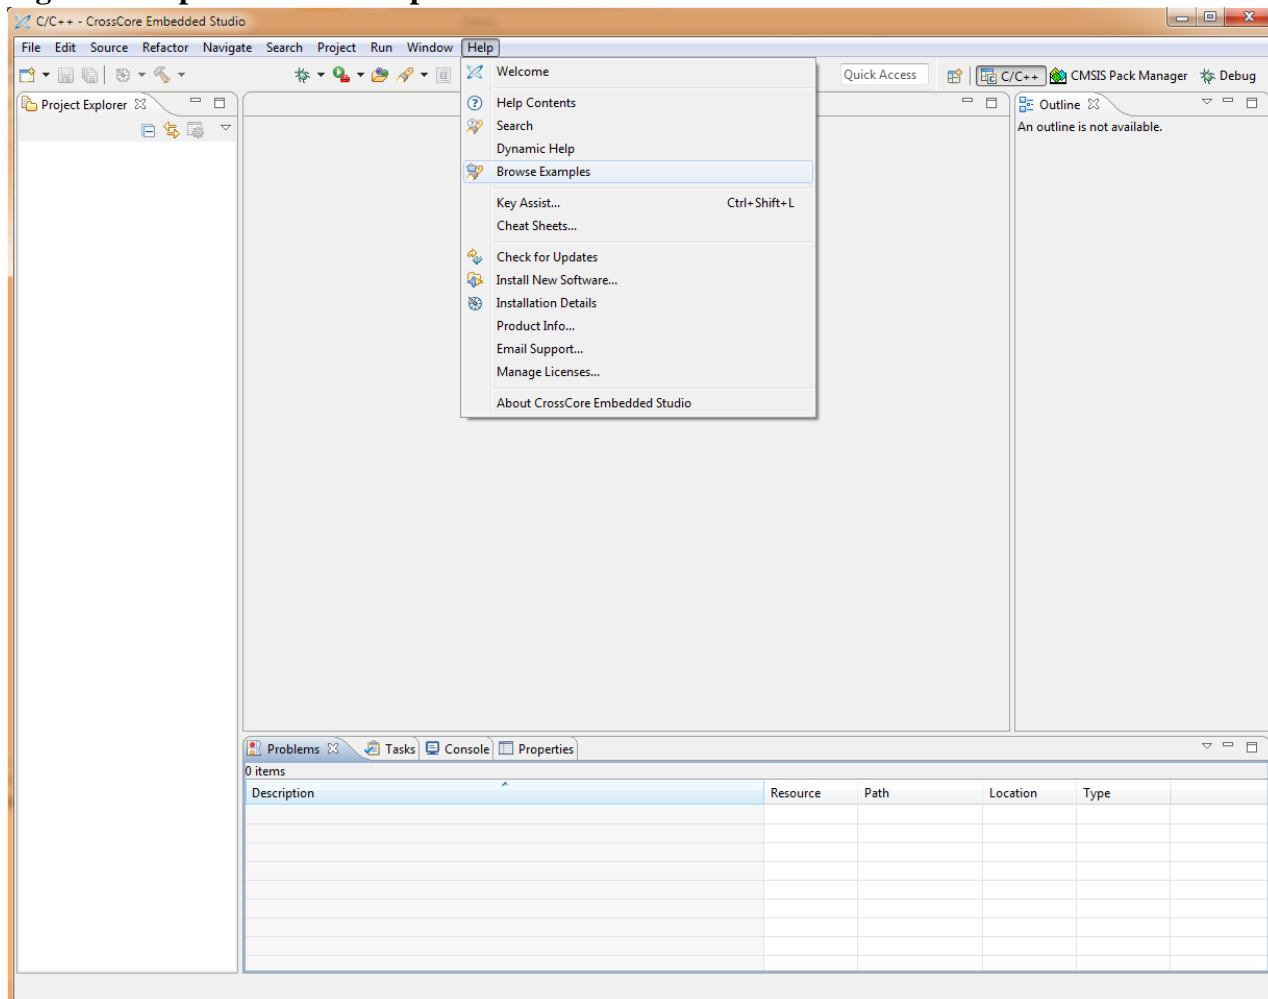 C/C++ - CrossCore Embedded Studio
File Edit Source Refactor Navigate Search Project Run Window Help
Quick Access C/C++ CMSIS Pack Manager Debug
Project Explorer
Outline
An outline is not available.
Welcome
Help Contents
Search
Dynamic Help
Browse Examples
Key Assist... Ctrl+Shift+L
Cheat Sheets...
Check for Updates
Install New Software...
Installation Details
Product Info...
Email Support...
Manage Licenses...
About CrossCore Embedded Studio
Problems Tasks Console Properties
0 items
Description Resource Path Location Type